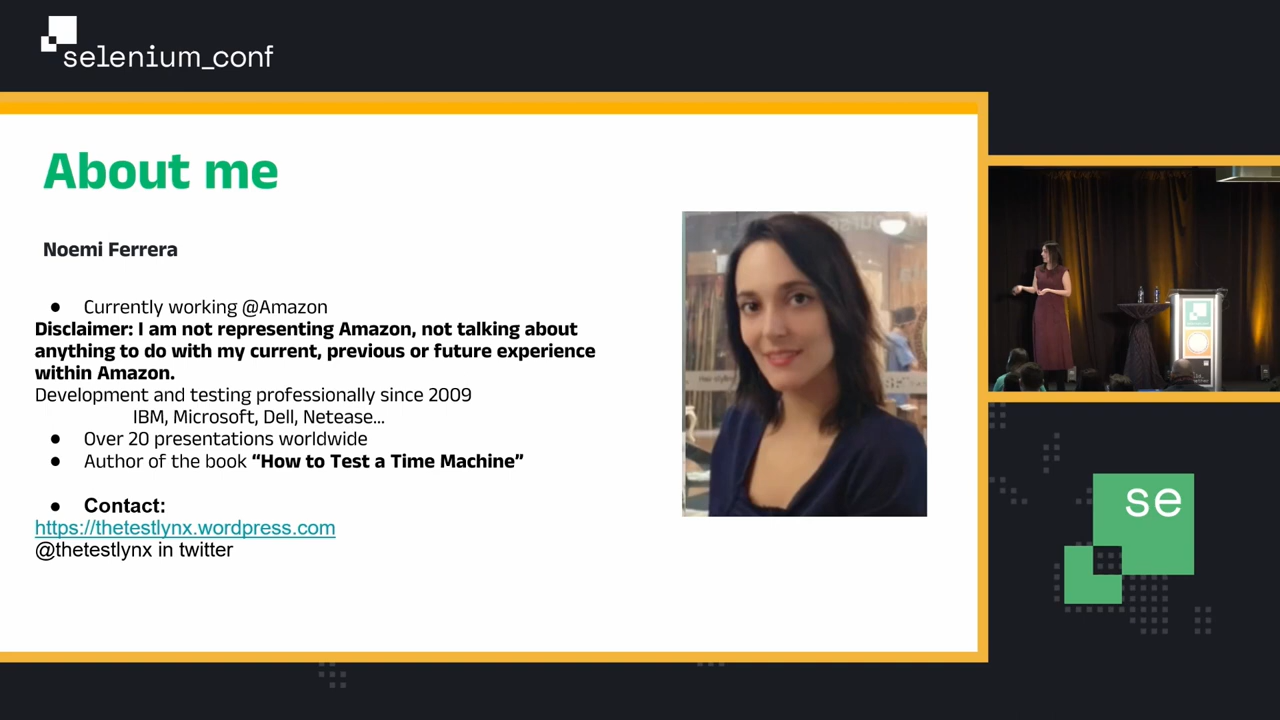 selenium_conf
About me
Noemi Ferrera
● Currently working @Amazon
Disclaimer: I am not representing Amazon, not talking about
anything to do with my current, previous or future experience
within Amazon.
Development and testing professionally since 2009
IBM, Microsoft, Dell, Netease...
● Over 20 presentations worldwide
● Author of the book “How to Test a Time Machine”
● Contact:
https://thetestlynx.wordpress.com
@thetestlynx in twitter
se